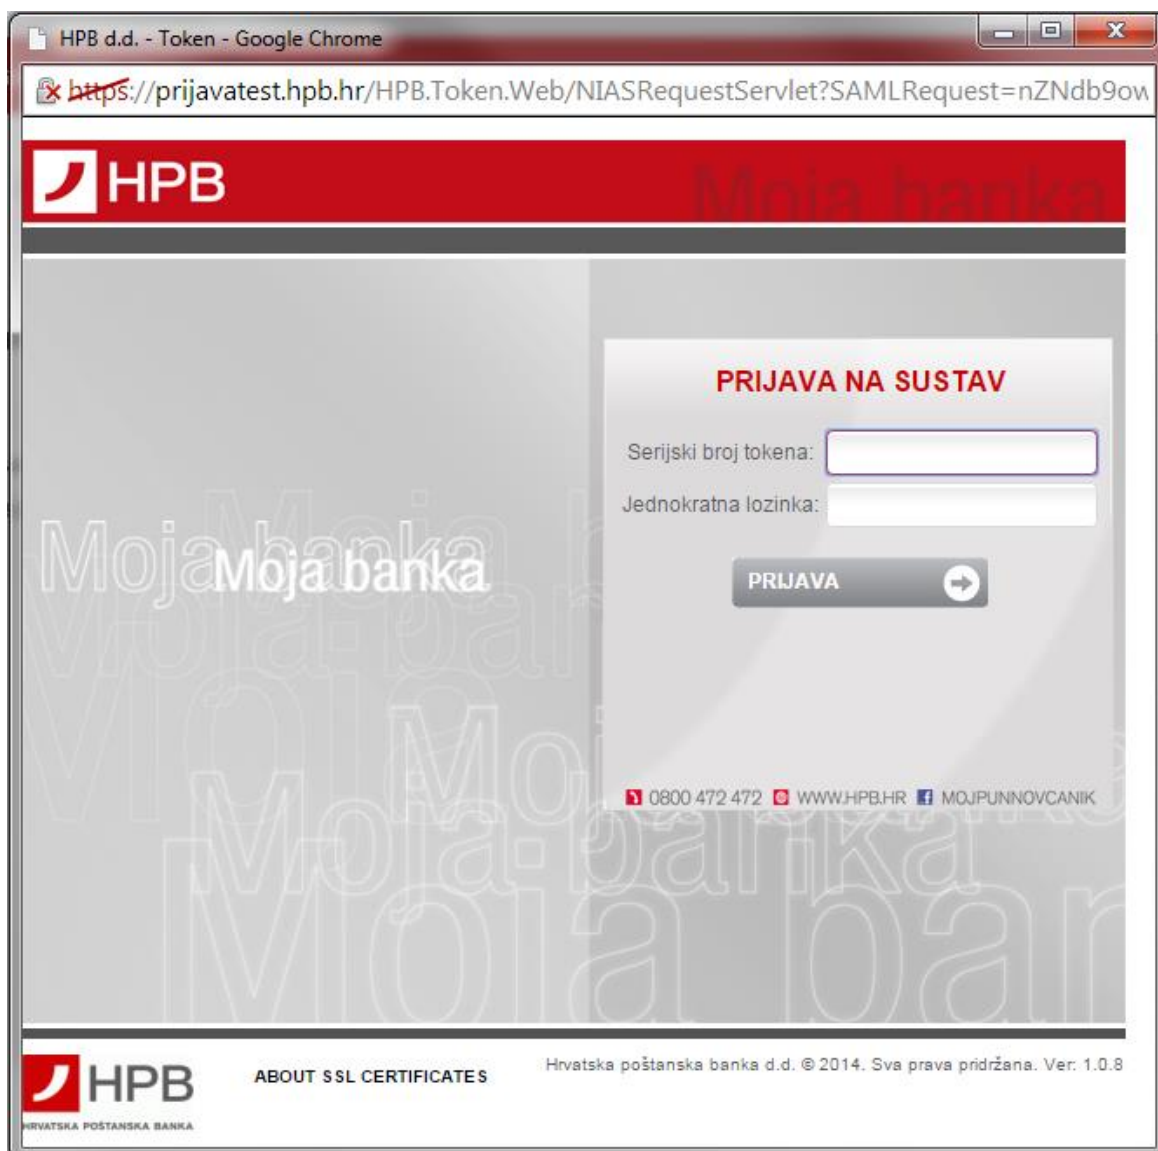 HPB d.d. - Token - Google Chrome
https://prijavatest.hpb.hr/HPB.Token.Web/NIASRequestServlet?SAMLRequest=nZNdb9ow
HPB
Moja banka
PRIJAVA NA SUSTAV
Serijski broj tokena:
Jednokratna lozinka:
Moja banka
PRIJAVA
0800 472 472 WWW.HPB.HR MOJPUNNOVCANIK
HPB
HRVATSKA POŠTANSKA BANKA
ABOUT SSL CERTIFICATES
Hrvatska poštanska banka d.d. © 2014. Sva prava pridržana. Ver: 1.0.8